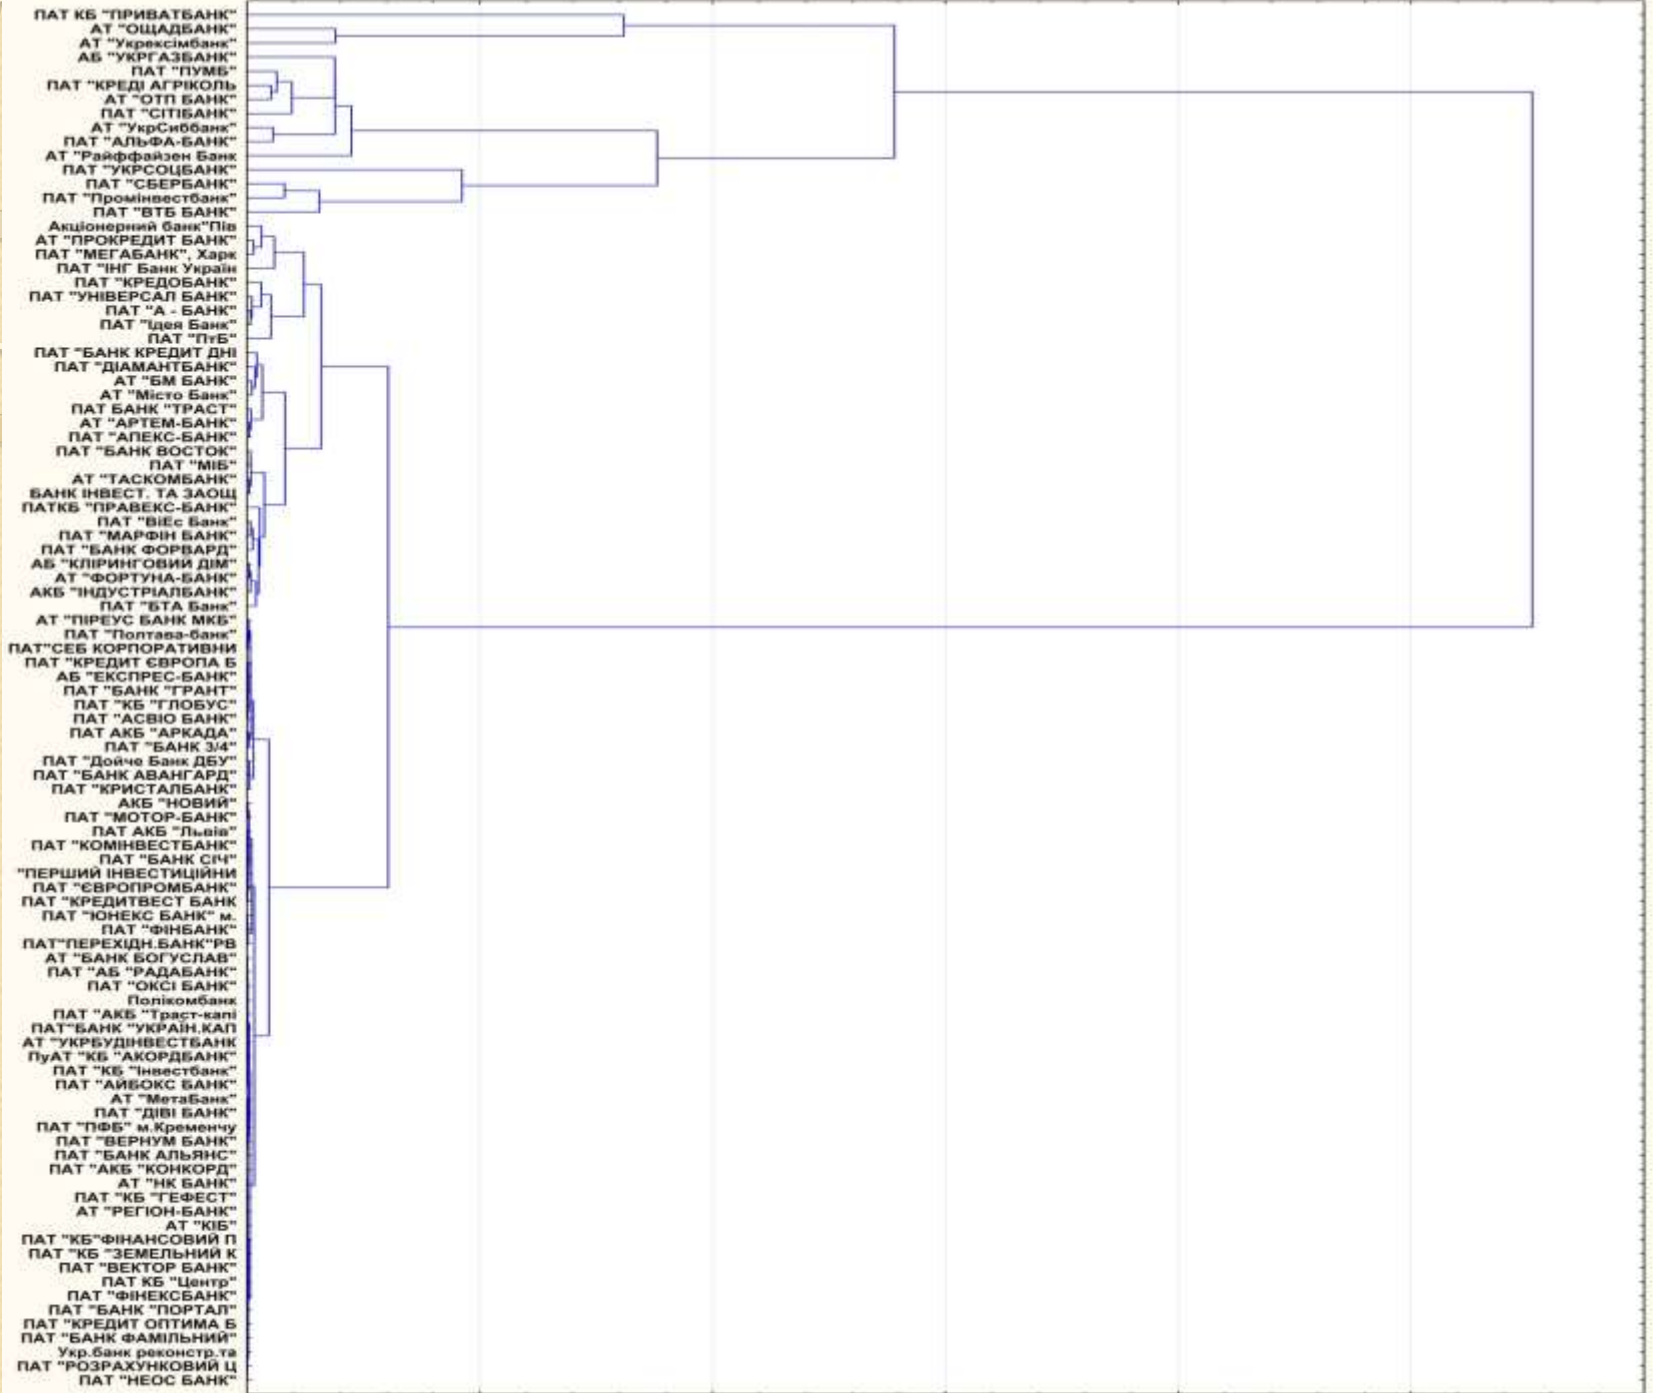 ПАТ КБ "ПРИВАТБАНК"
АТ "ОЩАДБАНК"
АТ "Укрексімбанк"
АБ "УКРГАЗБАНК"
ПАТ "ПУМБ"
ПАТ "КРЕДІ АГРІКОЛЬ
АТ "ОТП БАНК"
ПАТ "СІТІБАНК"
АТ "УкрСиббанк"
ПАТ "АЛЬФА-БАНК"
АТ "Райффайзен Банк
ПАТ "УКРСОЦБАНК"
ПАТ "СБЕРБАНК"
ПАТ "Промінвестбанк"
ПАТ "ВТБ БАНК"
Акціонерний банк"Пів
АТ "ПРОКРЕДИТ БАНК"
ПАТ "МЕГАБАНК", Харк
ПАТ "ІНГ Банк Україн
ПАТ "КРЕДОБАНК"
ПАТ "УНІВЕРСАЛ БАНК"
ПАТ "А - БАНК"
ПАТ "Ідея Банк"
ПАТ "ПтБ"
ПАТ "БАНК КРЕДИТ ДНІ
ПАТ "ДІАМАНТБАНК"
АТ "БМ БАНК"
АТ "Місто Банк"
ПАТ БАНК "ТРАСТ"
АТ "АРТЕМ-БАНК"
ПАТ "АПЕКС-БАНК"
ПАТ "БАНК ВОСТОК"
ПАТ "МІБ"
АТ "ТАСКОМБАНК"
БАНК ІНВЕСТ. ТА ЗАОЩ
ПАТКБ "ПРАВЕКС-БАНК"
ПАТ "ВіЕс Банк"
ПАТ "МАРФІН БАНК"
ПАТ "БАНК ФОРВАРД"
АБ "КЛІРИНГОВИЙ ДІМ"
АТ "ФОРТУНА-БАНК"
АКБ "ІНДУСТРІАЛБАНК"
ПАТ "БТА Банк"
АТ "ПІРЕУС БАНК МКБ"
ПАТ "Полтава-банк"
ПАТ"СЕБ КОРПОРАТИВНИ
ПАТ "КРЕДИТ ЄВРОПА Б
АБ "ЕКСПРЕС-БАНК"
ПАТ "БАНК "ГРАНТ"
ПАТ "КБ "ГЛОБУС"
ПАТ "АСВІО БАНК"
ПАТ АКБ "АРКАДА"
ПАТ "БАНК 3/4"
ПАТ "Дойче Банк ДБУ"
ПАТ "БАНК АВАНГАРД"
ПАТ "КРИСТАЛБАНК"
АКБ "НОВИЙ"
ПАТ "МОТОР-БАНК"
ПАТ АКБ "Львів"
ПАТ "КОМІНВЕСТБАНК"
ПАТ "БАНК СІЧ"
"ПЕРШИЙ ІНВЕСТИЦІЙНИ
ПАТ "ЄВРОПРОМБАНК"
ПАТ "КРЕДИТВЕСТ БАНК
ПАТ "ЮНЕКС БАНК" м.
ПАТ "ФІНБАНК"
ПАТ"ПЕРЕХІДН.БАНК"РВ
АТ "БАНК БОГУСЛАВ"
ПАТ "АБ "РАДАБАНК"
ПАТ "ОКСІ БАНК"
Полікомбанк
ПАТ "АКБ "Траст-капі
ПАТ"БАНК "УКРАЇН.КАП
АТ "УКРБУДІНВЕСТБАНК
ПуАТ "КБ "АКОРДБАНК"
ПАТ "КБ "Інвестбанк"
ПАТ "АЙБОКС БАНК"
АТ "МетаБанк"
ПАТ "ДІВІ БАНК"
ПАТ "ПФБ" м.Кременчу
ПАТ "ВЕРНУМ БАНК"
ПАТ "БАНК АЛЬЯНС"
ПАТ "АКБ "КОНКОРД"
АТ "НК БАНК"
ПАТ "КБ "ГЕФЕСТ"
АТ "РЕГІОН-БАНК"
АТ "КІБ"
ПАТ "КБ"ФІНАНСОВИЙ П
ПАТ "КБ "ЗЕМЕЛЬНИЙ К
ПАТ "ВЕКТОР БАНК"
ПАТ КБ "Центр"
ПАТ "ФІНЕКСБАНК"
ПАТ "БАНК "ПОРТАЛ"
ПАТ "КРЕДИТ ОПТИМА Б
ПАТ "БАНК ФАМІЛЬНИЙ"
Укр.банк реконстр.та
ПАТ "РОЗРАХУНКОВИЙ Ц
ПАТ "НЕОС БАНК"